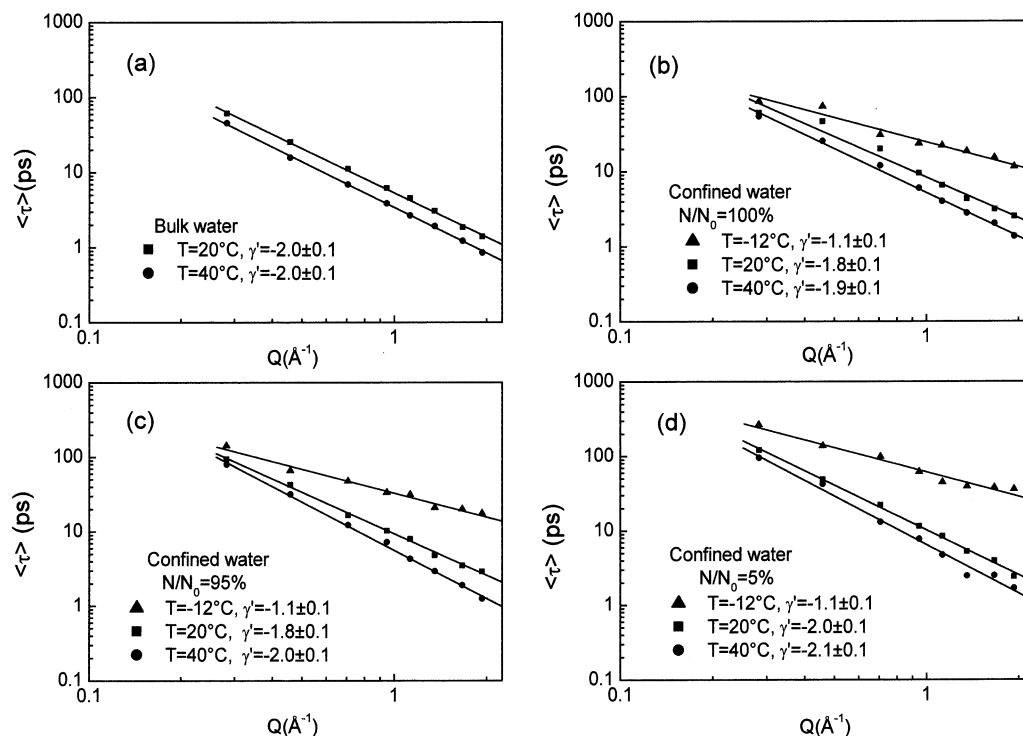 1000
100
10
1
0.1
<τ>(ps)
(a)
Bulk water
T=20°C, γ'=-2.0±0.1
T=40°C, γ'=-2.0±0.1
0.1
1
Q(Å⁻¹)
1000
100
10
1
0.1
<τ> (ps)
(b)
Confined water
N/N₀=100%
T=-12°C, γ'=-1.1±0.1
T=20°C, γ'=-1.8±0.1
T=40°C, γ'=-1.9±0.1
0.1
1
Q(Å⁻¹)
1000
100
10
1
0.1
<τ> (ps)
(c)
Confined water
N/N₀=95%
T=-12°C, γ'=-1.1±0.1
T=20°C, γ'=-1.8±0.1
T=40°C, γ'=-2.0±0.1
0.1
1
Q(Å⁻¹)
1000
100
10
1
0.1
<τ> (ps)
(d)
Confined water
N/N₀=5%
T=-12°C, γ'=-1.1±0.1
T=20°C, γ'=-2.0±0.1
T=40°C, γ'=-2.1±0.1
0.1
1
Q(Å⁻¹)